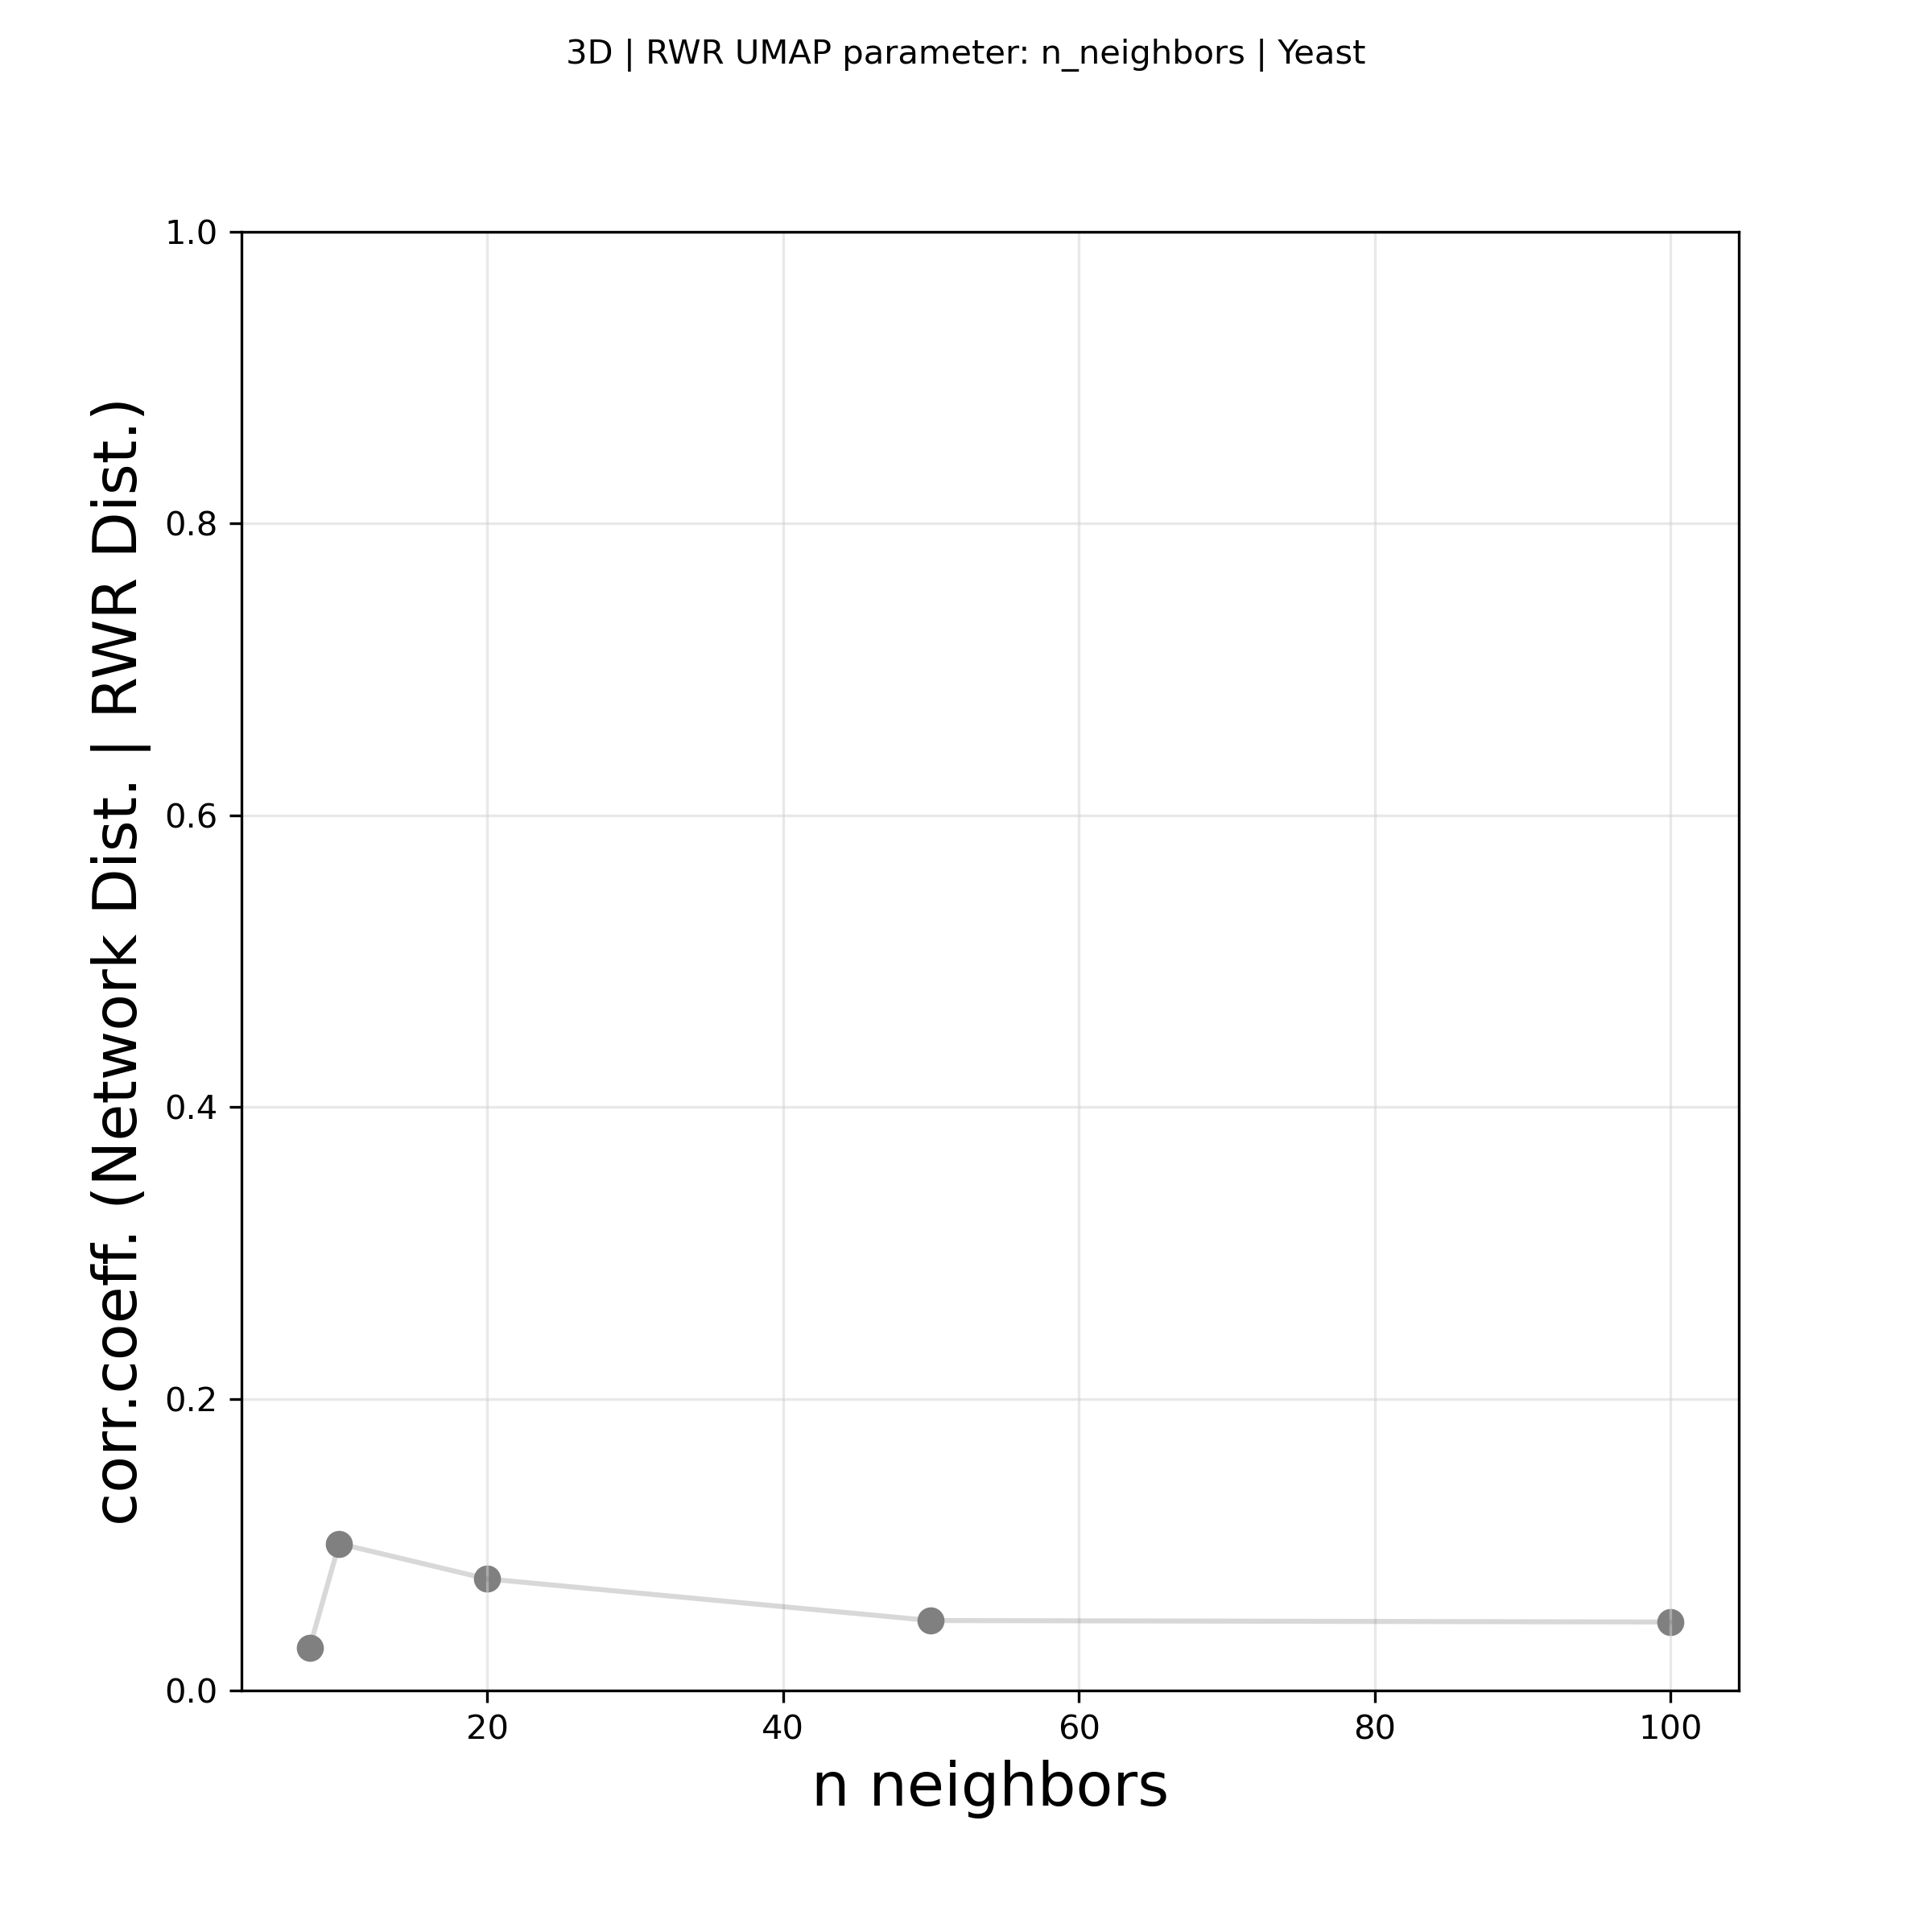 3D | RWR UMAP parameter: n_neighbors | Yeast
corr.coeff. (Network Dist. | RWR Dist.)
1.0
0.8
0.6
0.4
0.2
0.0
20 40 60 80 100
n neighbors